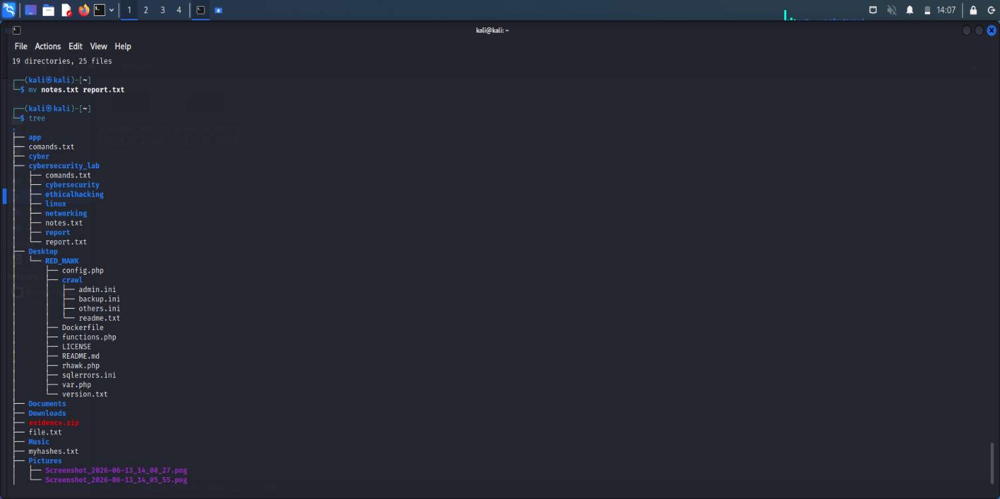 1 2 3 4 14:07
kali@kali: ~
File Actions Edit View Help
19 directories, 25 files
┌──(kali㉿kali)-[~]
└─$ mv notes.txt report.txt
┌──(kali㉿kali)-[~]
└─$ tree
.
├── app
├── comands.txt
├── cyber
├── cybersecurity_lab
│   ├── comands.txt
│   ├── cybersecurity
│   ├── ethicalhacking
│   ├── linux
│   ├── networking
│   ├── notes.txt
│   ├── report
│   └── report.txt
├── Desktop
│   └── RED_HAWK
│       ├── config.php
│       ├── crawl
│       │   ├── admin.ini
│       │   ├── backup.ini
│       │   ├── others.ini
│       │   └── readme.txt
│       ├── Dockerfile
│       ├── functions.php
│       ├── LICENSE
│       ├── README.md
│       ├── rhawk.php
│       ├── sqlerrors.ini
│       ├── var.php
│       └── version.txt
├── Documents
├── Downloads
├── evidence.zip
├── file.txt
├── Music
├── myhashes.txt
├── Pictures
│   ├── Screenshot_2026-06-13_14_00_27.png
│   └── Screenshot_2026-06-13_14_05_55.png